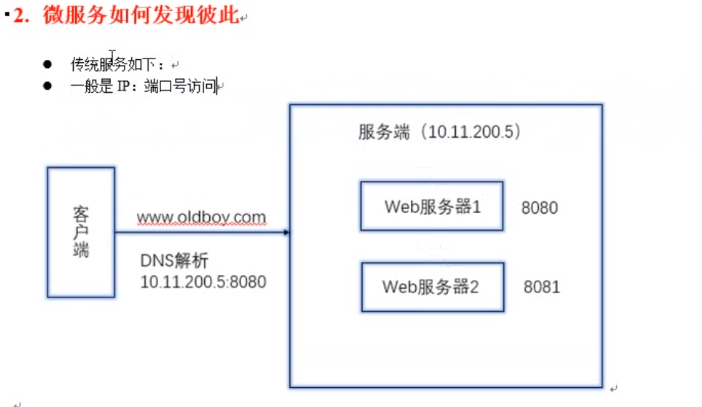 2. 微服务如何发现彼此
传统服务如下：
一般是 IP：端口号访问
服务端（10.11.200.5）
客户端
www.oldboy.com
DNS解析
10.11.200.5:8080
Web服务器1
8080
Web服务器2
8081